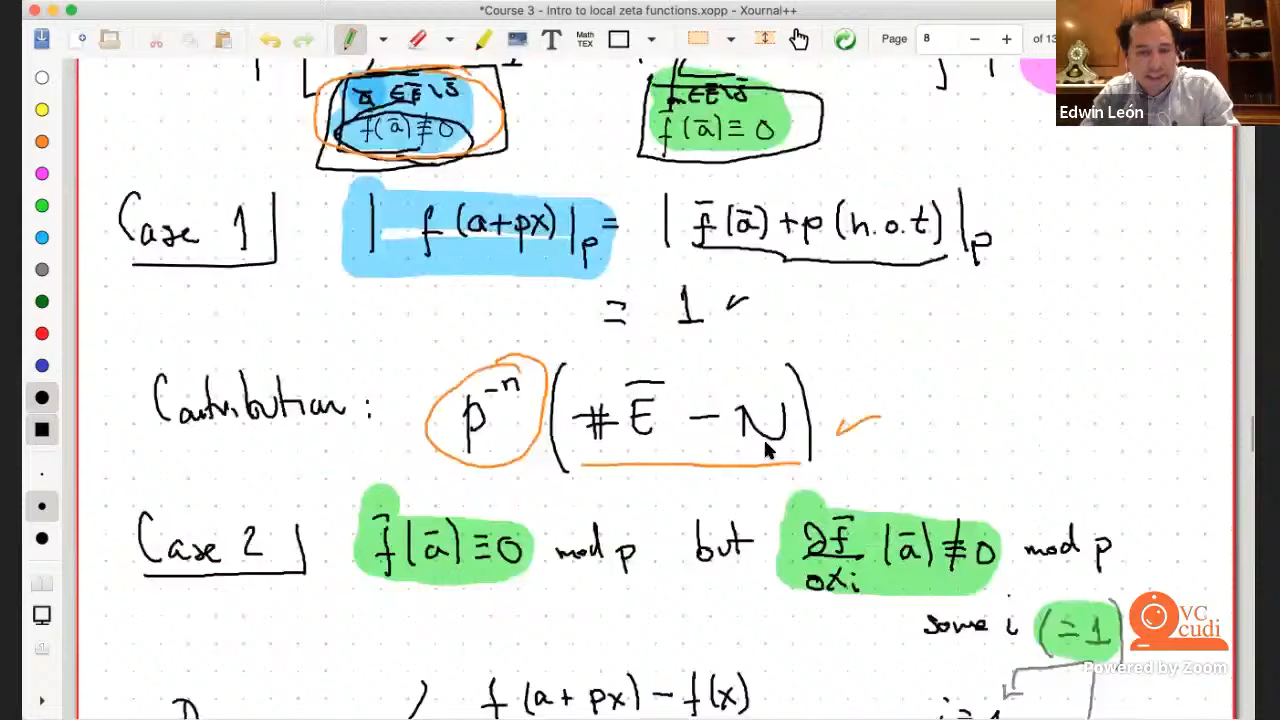 *Course 3 - Intro to local zeta functions.xopp - Xournal++
T Math TEX Page 8 of 13
Edwin León
ā ∈ Ē \ S̄
f(ā) ≢ 0
f̄(ā) ≡ 0
Case 1 | f(a+px)|p = | f̄(ā) + p(h.o.t)|p
= 1 ✓
Contribution: p⁻ⁿ (#Ē - N) ✓
Case 2 f̄(ā) ≡ 0 mod p but ∂f̄/∂xi (ā) ≢ 0 mod p
some i (=1)
VC cudi
Powered by Zoom
f(a+px) - f(x)